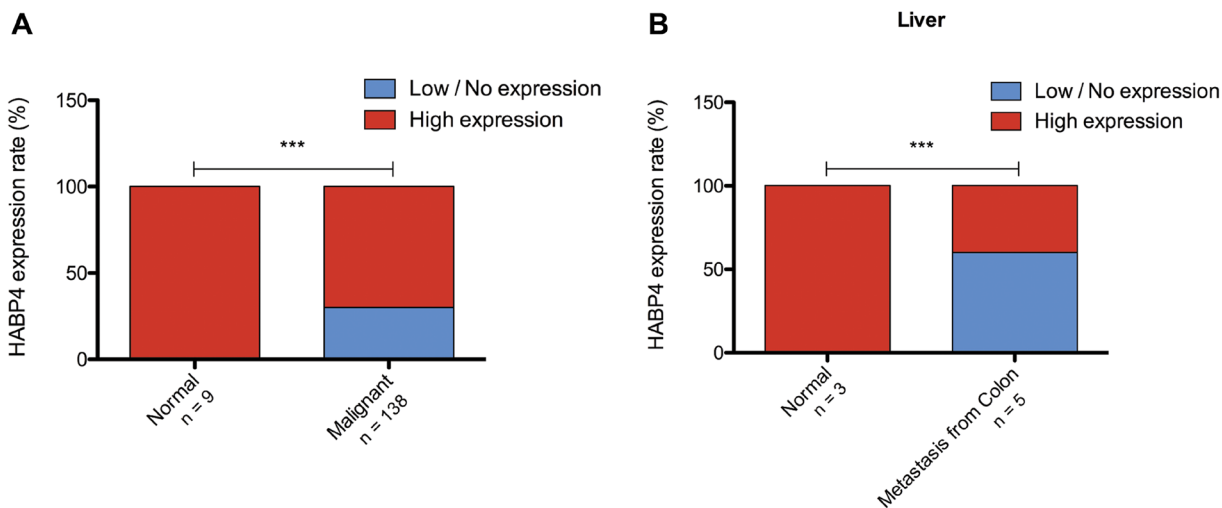 A
Low / No expression
High expression
HABP4 expression rate (%)
150
100
50
0
***
Normal
n = 9
Malignant
n = 138
B
Liver
Low / No expression
High expression
HABP4 expression rate (%)
150
100
50
0
***
Normal
n = 3
Metastasis from Colon
n = 5